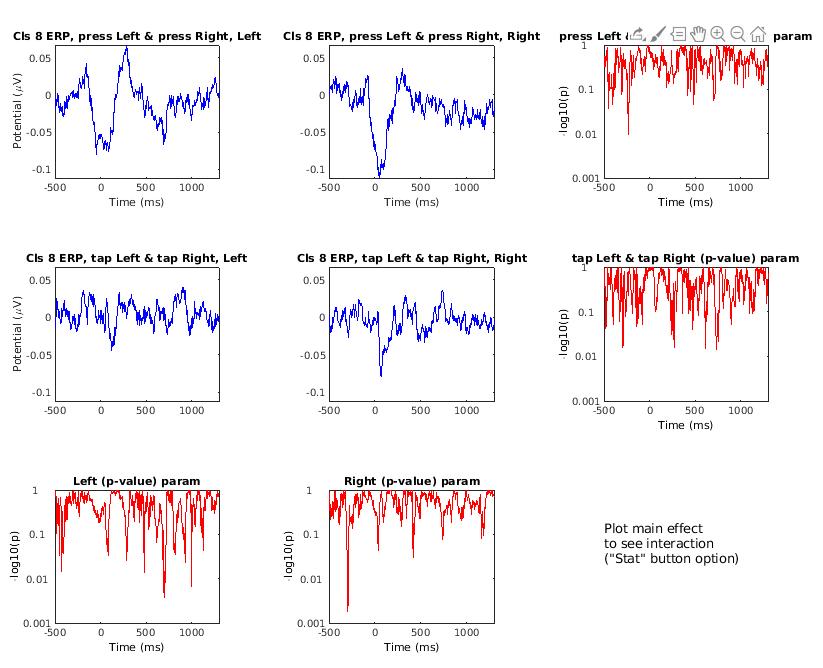 Cls 8 ERP, press Left & press Right, Left
Cls 8 ERP, press Left & press Right, Right
press Left & param
0.05
0
-0.05
-0.1
Potential (μV)
-500 0 500 1000
Time (ms)
0.05
0
-0.05
-0.1
-500 0 500 1000
Time (ms)
1
0.1
0.01
0.001
-log10(p)
-500 0 500 1000
Time (ms)
Cls 8 ERP, tap Left & tap Right, Left
Cls 8 ERP, tap Left & tap Right, Right
tap Left & tap Right (p-value) param
0.05
0
-0.05
-0.1
Potential (μV)
-500 0 500 1000
Time (ms)
0.05
0
-0.05
-0.1
-500 0 500 1000
Time (ms)
1
0.1
0.01
0.001
-log10(p)
-500 0 500 1000
Time (ms)
Left (p-value) param
Right (p-value) param
1
0.1
0.01
0.001
-log10(p)
-500 0 500 1000
Time (ms)
1
0.1
0.01
0.001
-log10(p)
-500 0 500 1000
Time (ms)
Plot main effect
to see interaction
("Stat" button option)